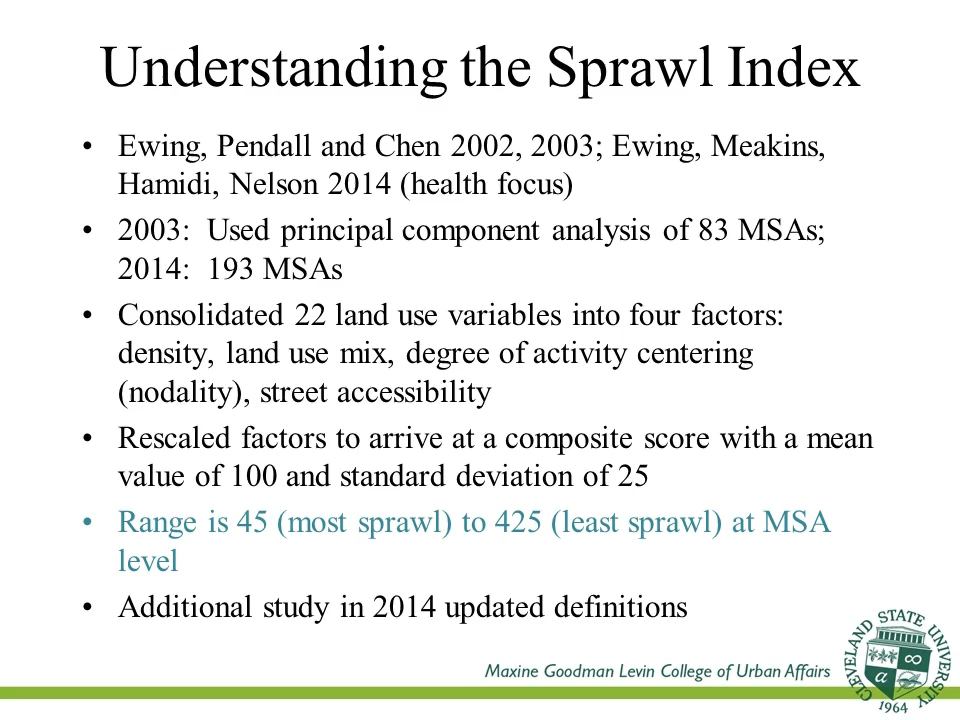 Understanding the Sprawl Index
• Ewing, Pendall and Chen 2002, 2003; Ewing, Meakins,
Hamidi, Nelson 2014 (health focus)
• 2003:  Used principal component analysis of 83 MSAs;
2014:  193 MSAs
• Consolidated 22 land use variables into four factors:
density, land use mix, degree of activity centering
(nodality), street accessibility
• Rescaled factors to arrive at a composite score with a mean
value of 100 and standard deviation of 25
• Range is 45 (most sprawl) to 425 (least sprawl) at MSA
level
• Additional study in 2014 updated definitions
Maxine Goodman Levin College of Urban Affairs
CLEVELAND STATE UNIVERSITY
1964